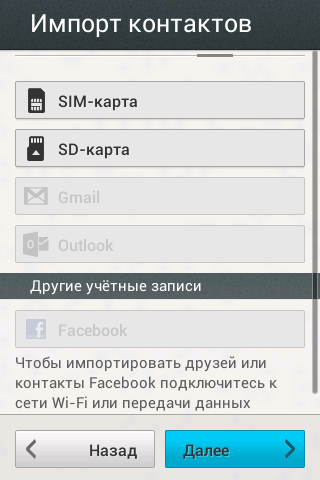 Импорт контактов
SIM-карта
SD-карта
Gmail
Outlook
Другие учётные записи
Facebook
Чтобы импортировать друзей или
контакты Facebook подключитесь к
сети Wi-Fi или передачи данных
Назад
Далее